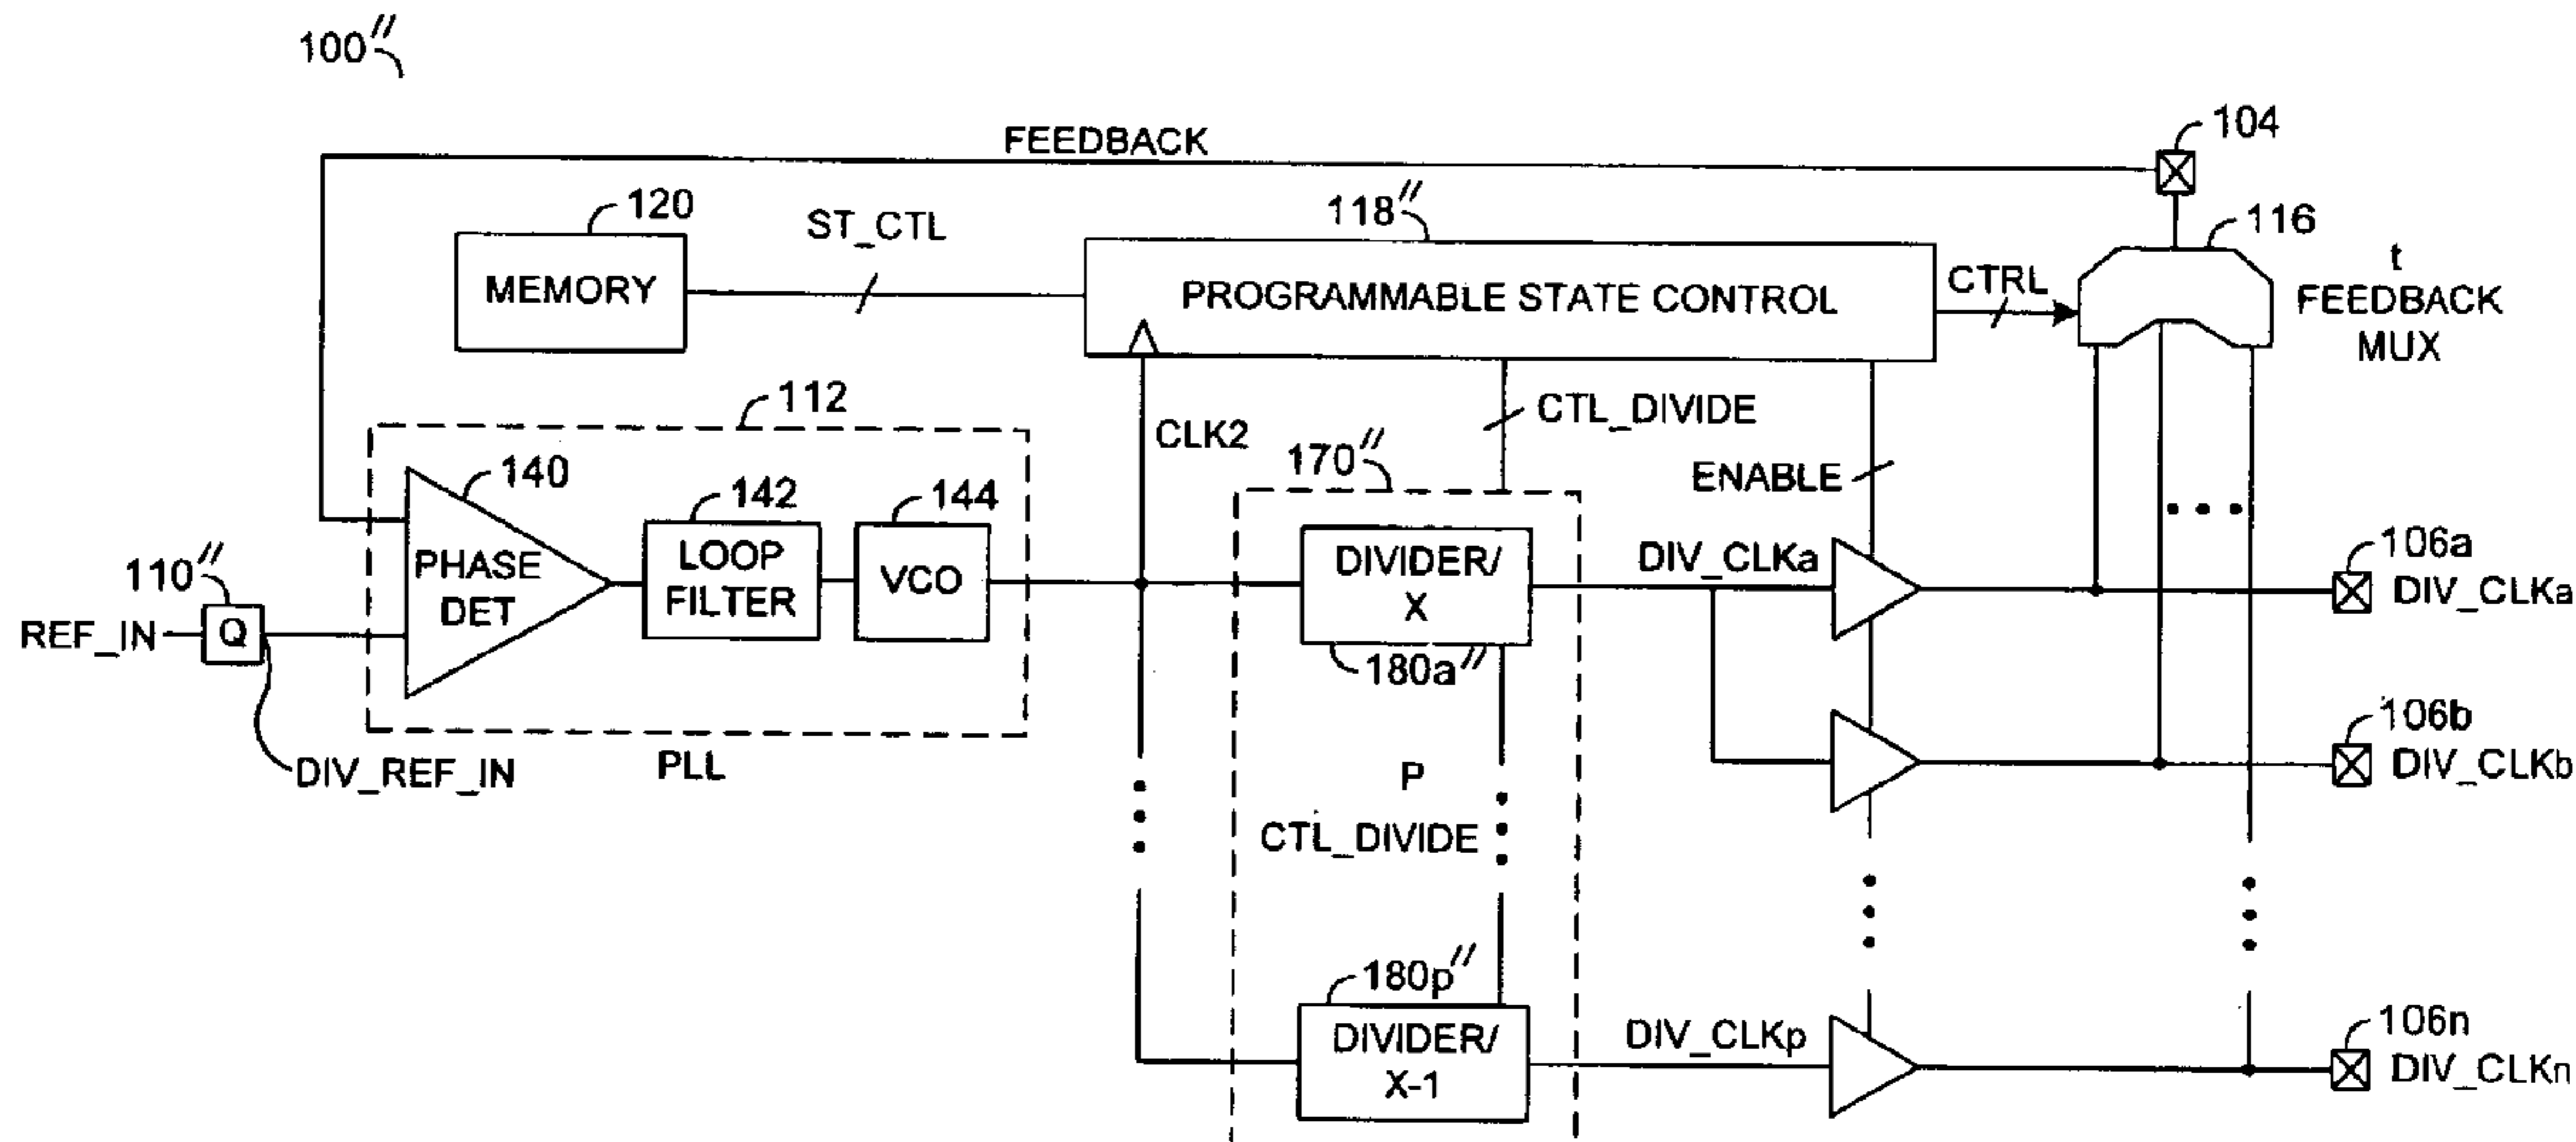 100″
FEEDBACK
104
120
ST_CTL
118″
116
MEMORY
PROGRAMMABLE STATE CONTROL
CTRL
t
FEEDBACK
MUX
112
CLK2
CTL_DIVIDE
140
142
144
170″
ENABLE
110″
REF_IN
Q
PHASE
DET
LOOP
FILTER
VCO
DIVIDER/
X
180a″
DIV_CLKa
106a
DIV_CLKa
DIV_REF_IN
PLL
P
CTL_DIVIDE
106b
DIV_CLKb
180p″
DIVIDER/
X-1
DIV_CLKp
106n
DIV_CLKn